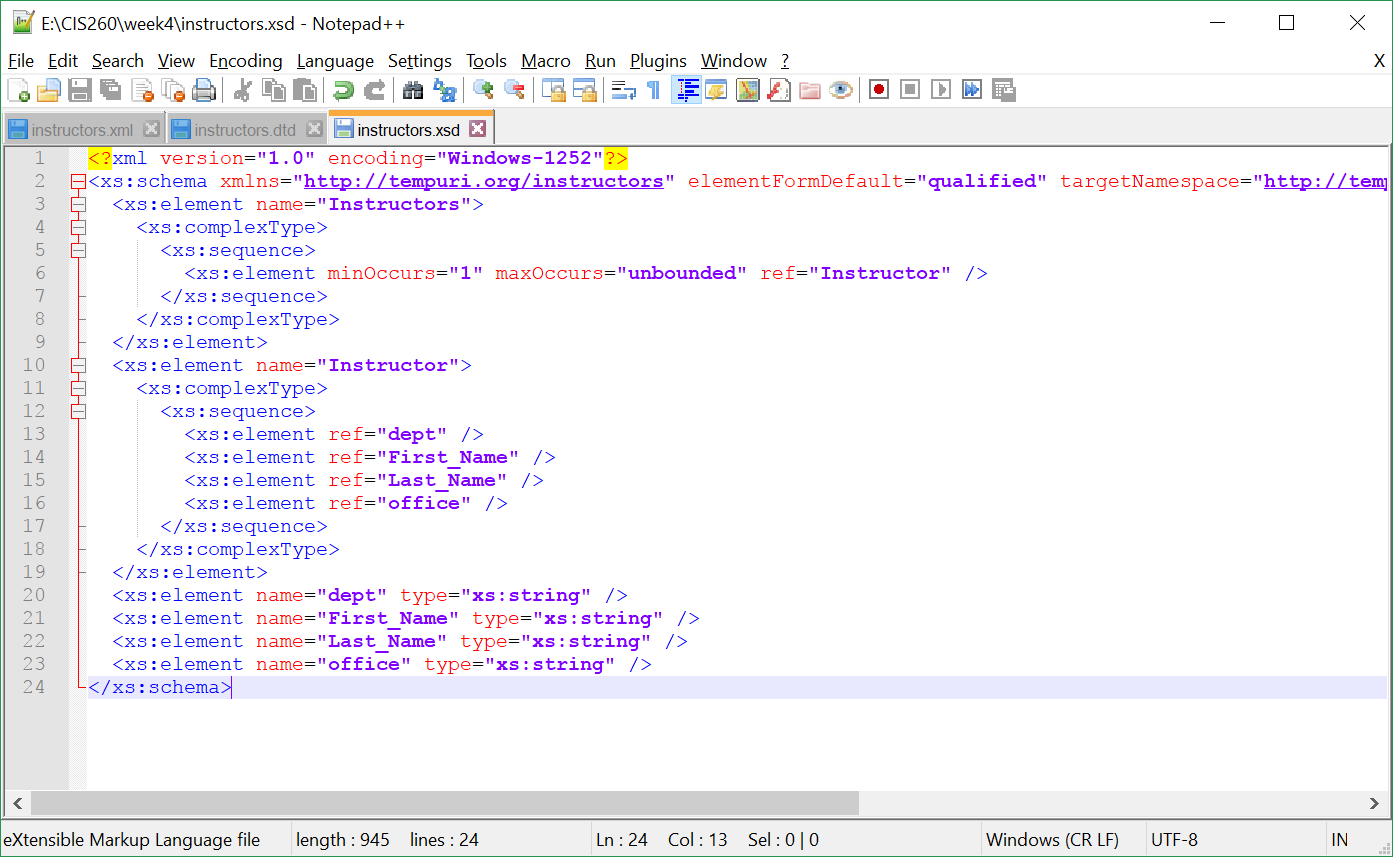 E:\CIS260\week4\instructors.xsd - Notepad++
File Edit Search View Encoding Language Settings Tools Macro Run Plugins Window ? X
instructors.xml instructors.dtd instructors.xsd
1 <?xml version="1.0" encoding="Windows-1252"?>
2 <xs:schema xmlns="http://tempuri.org/instructors" elementFormDefault="qualified" targetNamespace="http://temp
3 <xs:element name="Instructors">
4 <xs:complexType>
5 <xs:sequence>
6 <xs:element minOccurs="1" maxOccurs="unbounded" ref="Instructor" />
7 </xs:sequence>
8 </xs:complexType>
9 </xs:element>
10 <xs:element name="Instructor">
11 <xs:complexType>
12 <xs:sequence>
13 <xs:element ref="dept" />
14 <xs:element ref="First_Name" />
15 <xs:element ref="Last_Name" />
16 <xs:element ref="office" />
17 </xs:sequence>
18 </xs:complexType>
19 </xs:element>
20 <xs:element name="dept" type="xs:string" />
21 <xs:element name="First_Name" type="xs:string" />
22 <xs:element name="Last_Name" type="xs:string" />
23 <xs:element name="office" type="xs:string" />
24 </xs:schema>
eXtensible Markup Language file length : 945 lines : 24 Ln : 24 Col : 13 Sel : 0 | 0 Windows (CR LF) UTF-8 IN